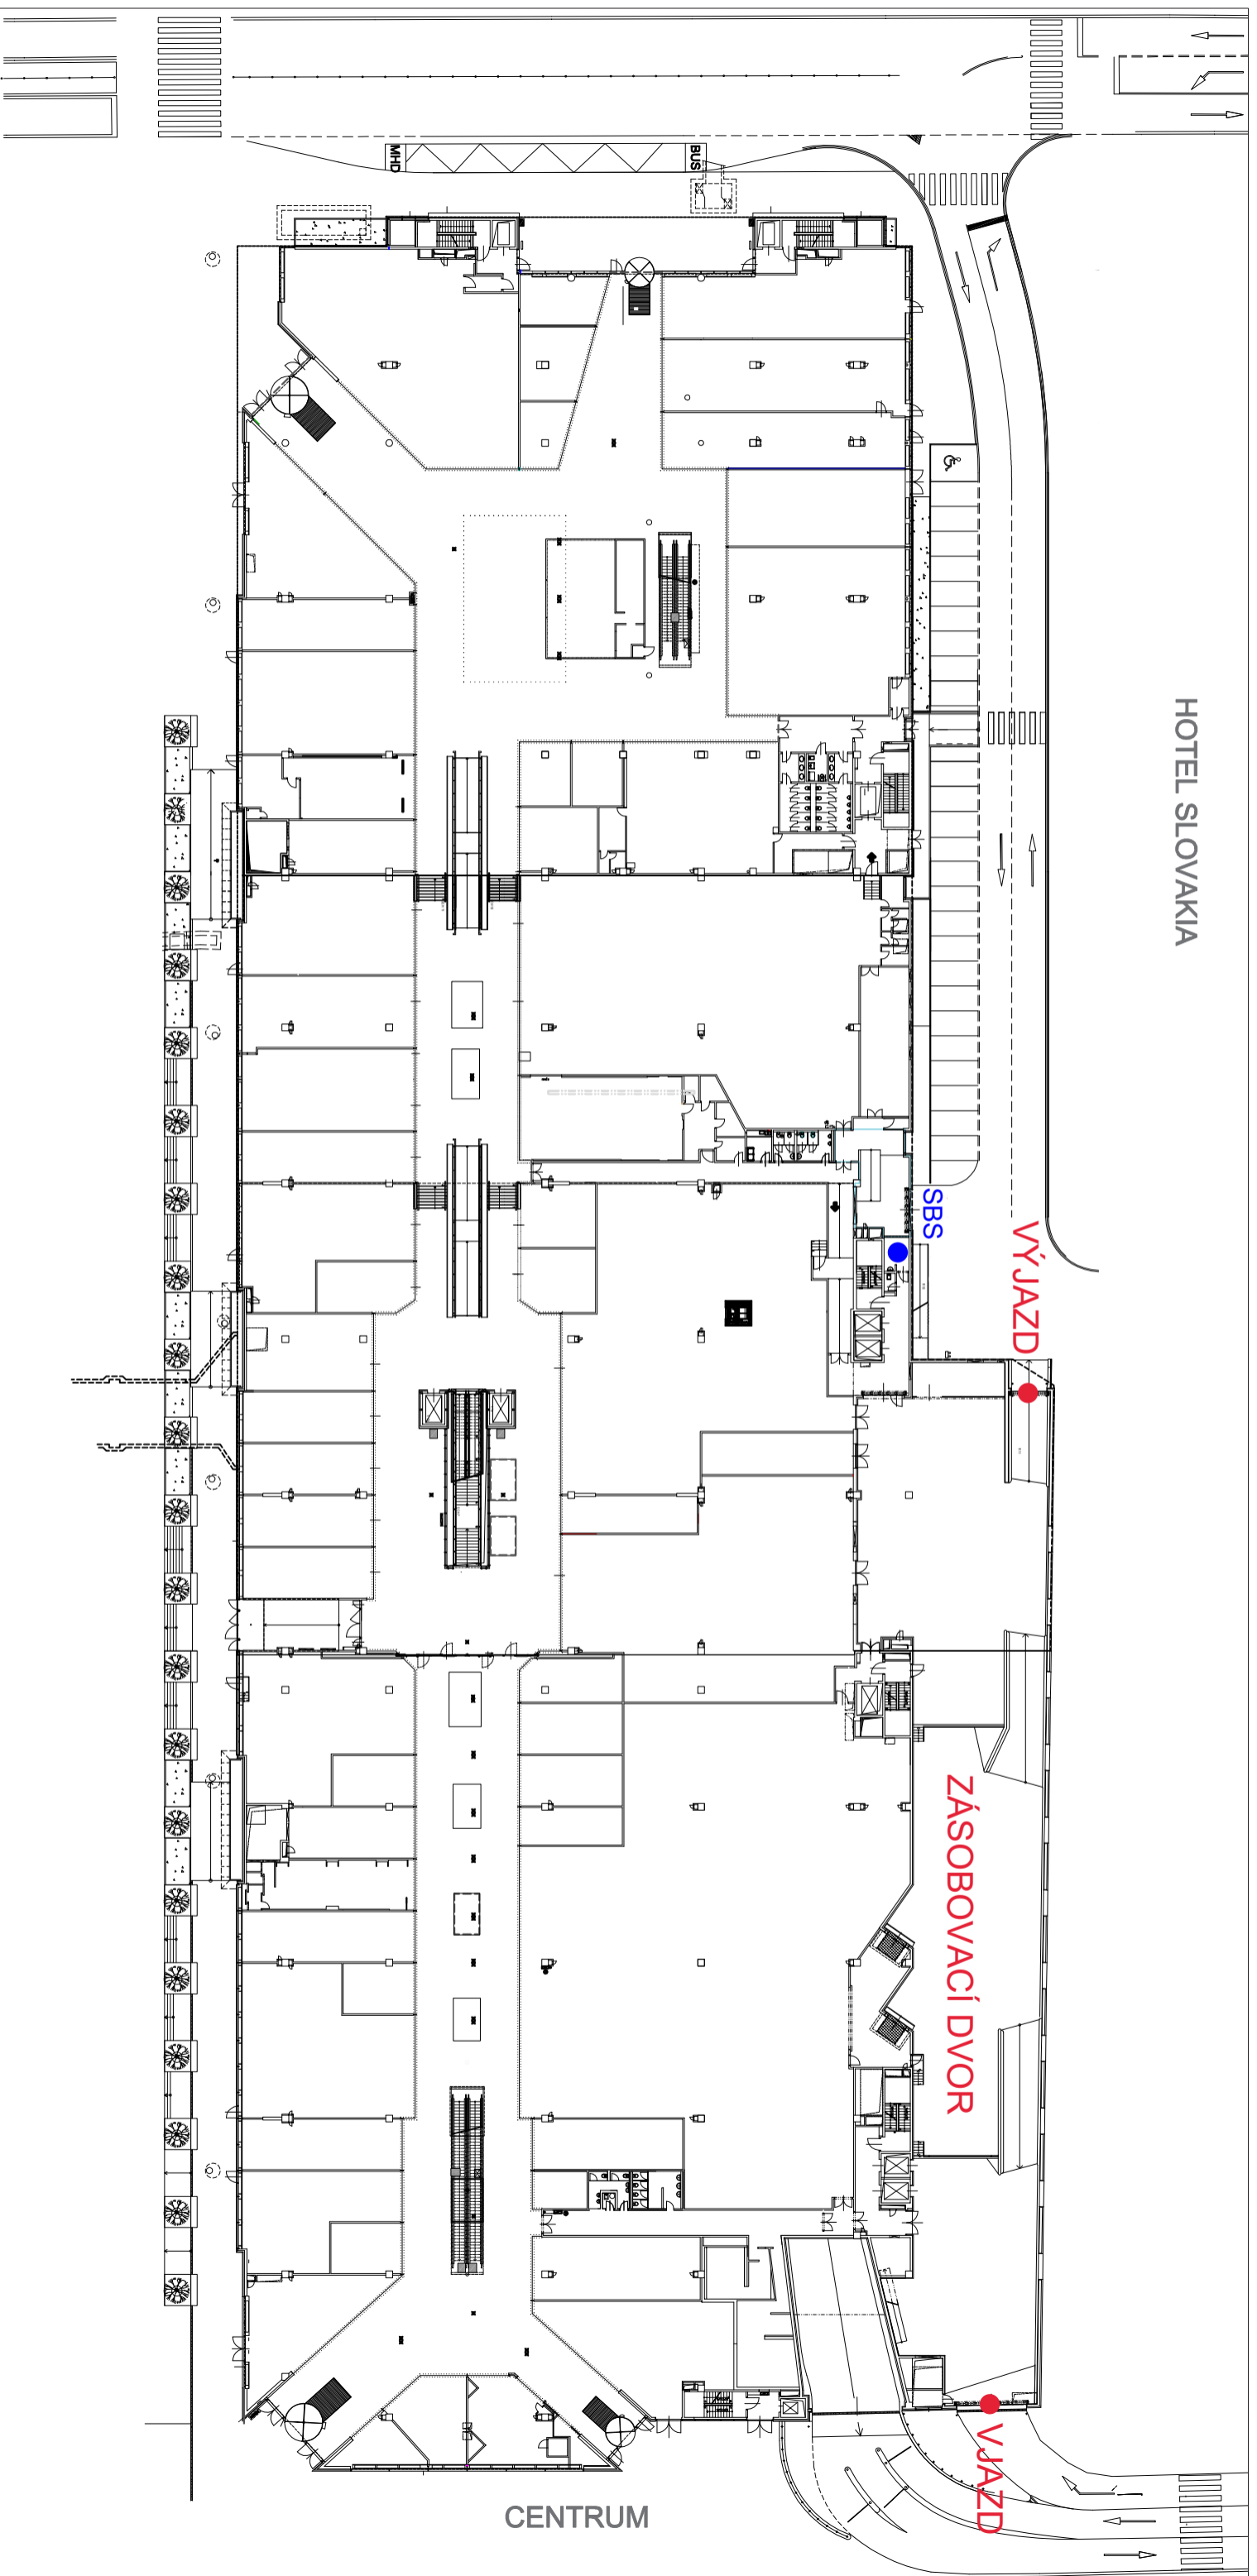 MHD
BUS
HOTEL SLOVAKIA
SBS
VÝJAZD
ZÁSOBOVACÍ DVOR
VJAZD
CENTRUM